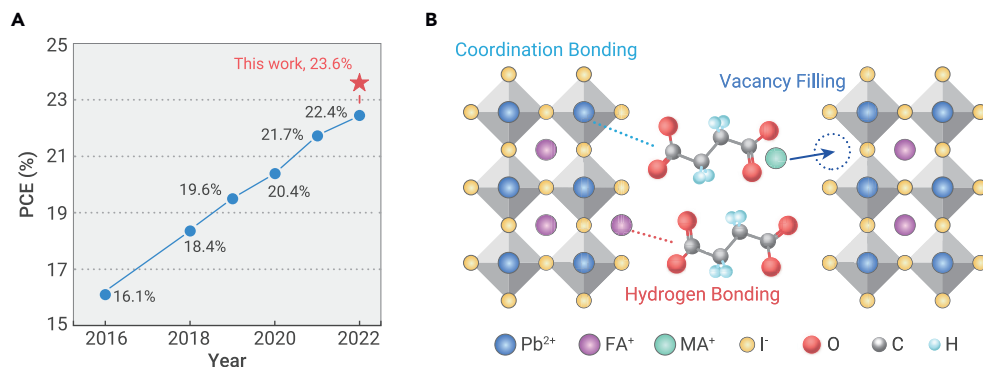 A
B
25
23
21
19
17
15
PCE (%)
This work, 23.6%
22.4%
21.7%
20.4%
19.6%
18.4%
16.1%
2016 2018 2020 2022
Year
Coordination Bonding
Vacancy Filling
Hydrogen Bonding
Pb²⁺ FA⁺ MA⁺ I⁻ O C H